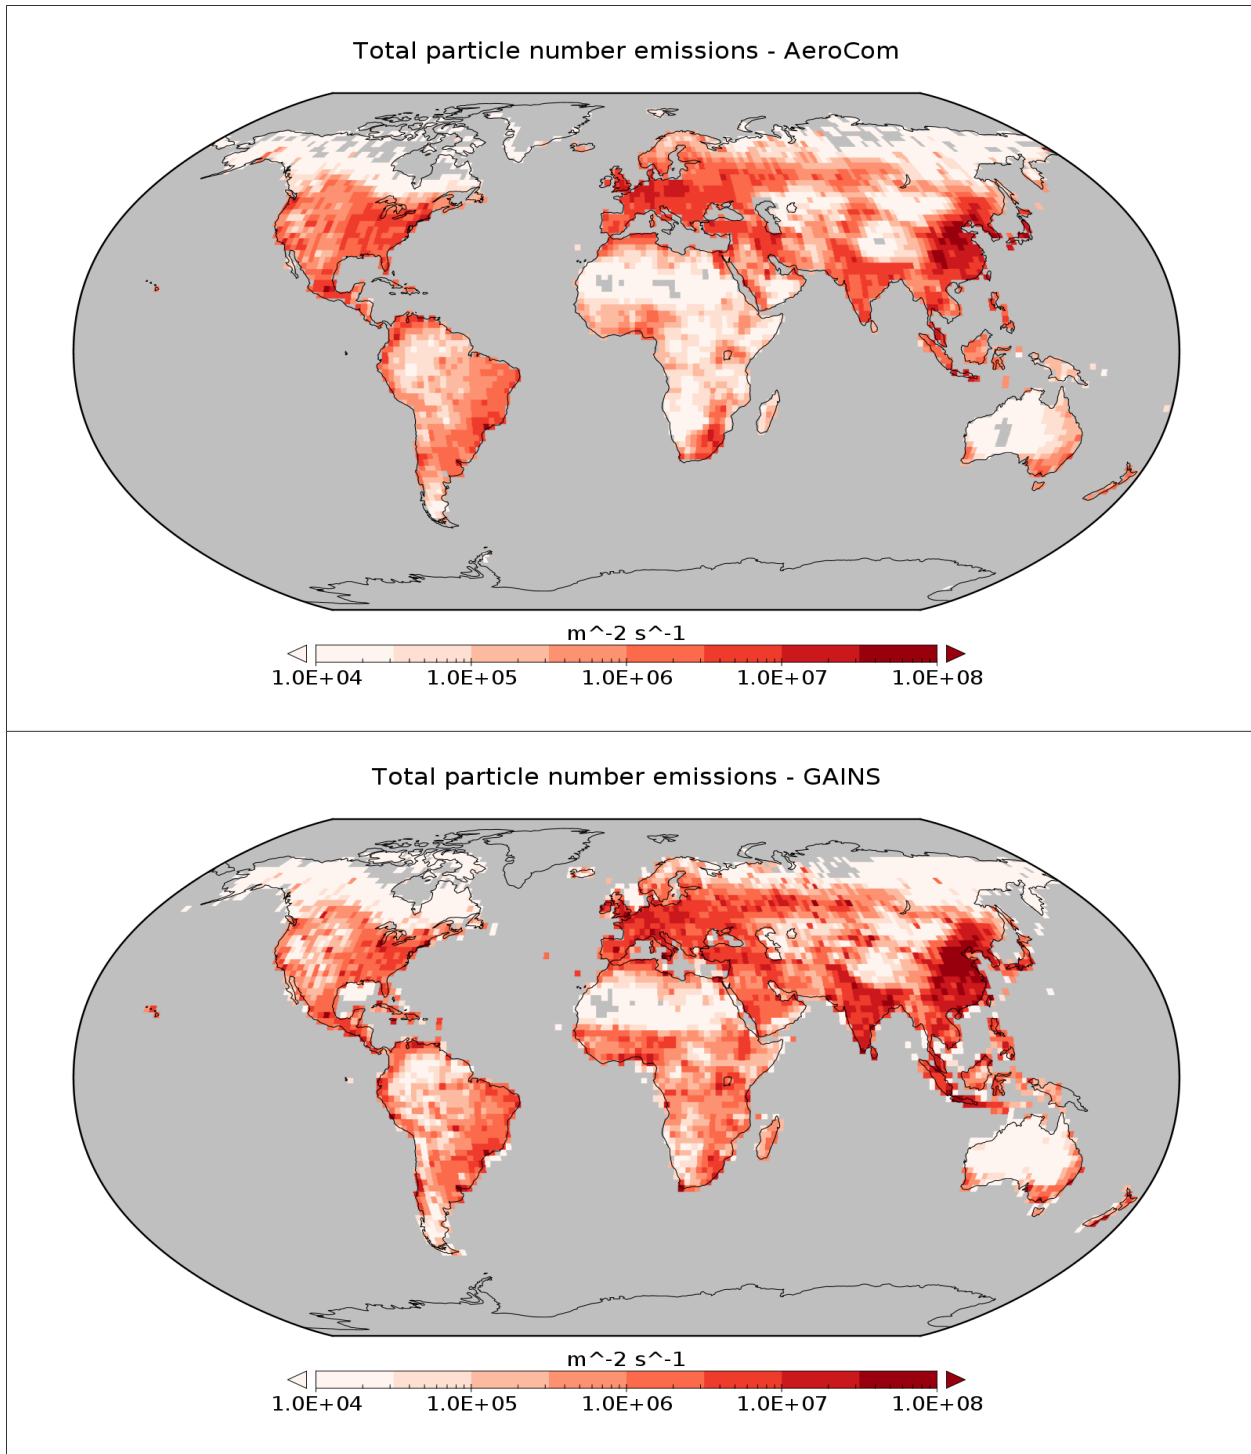 Total particle number emissions - AeroCom
m^-2 s^-1
1.0E+04 1.0E+05 1.0E+06 1.0E+07 1.0E+08
Total particle number emissions - GAINS
m^-2 s^-1
1.0E+04 1.0E+05 1.0E+06 1.0E+07 1.0E+08